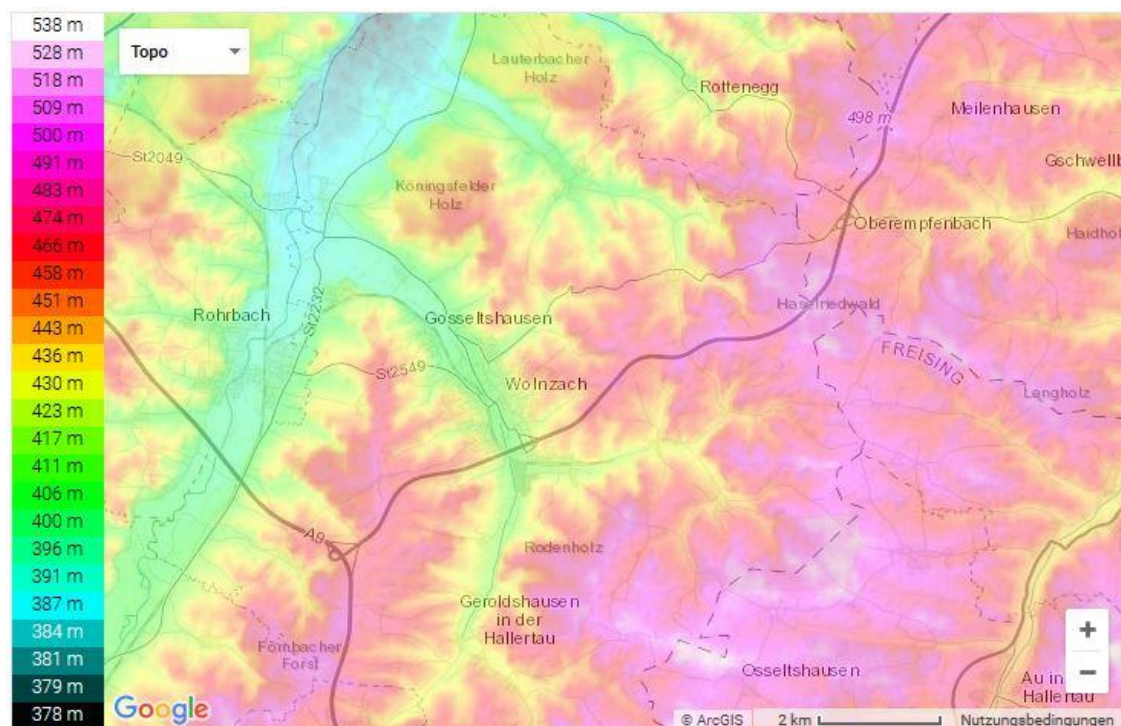 538 m
528 m
518 m
509 m
500 m
491 m
483 m
474 m
466 m
458 m
451 m
443 m
436 m
430 m
423 m
417 m
411 m
406 m
400 m
396 m
391 m
387 m
384 m
381 m
379 m
378 m
Topo
Lauterbacher
Holz
Rottenegg
Meilenhausen
498 m
St2049
Gschwellb
Köningsfelder
Holz
Oberempfenbach
Haidhol
Haselriedwald
Rohrbach
St2232
Gosseltshausen
FREISING
St2549
Wolnzach
Langholz
A9
Rodenholz
Geroldshausen
in der
Hallertau
Förnbacher
Forst
Osseltshausen
Au in
Hallertau
+
−
Google
© ArcGIS 2 km Nutzungsbedingungen